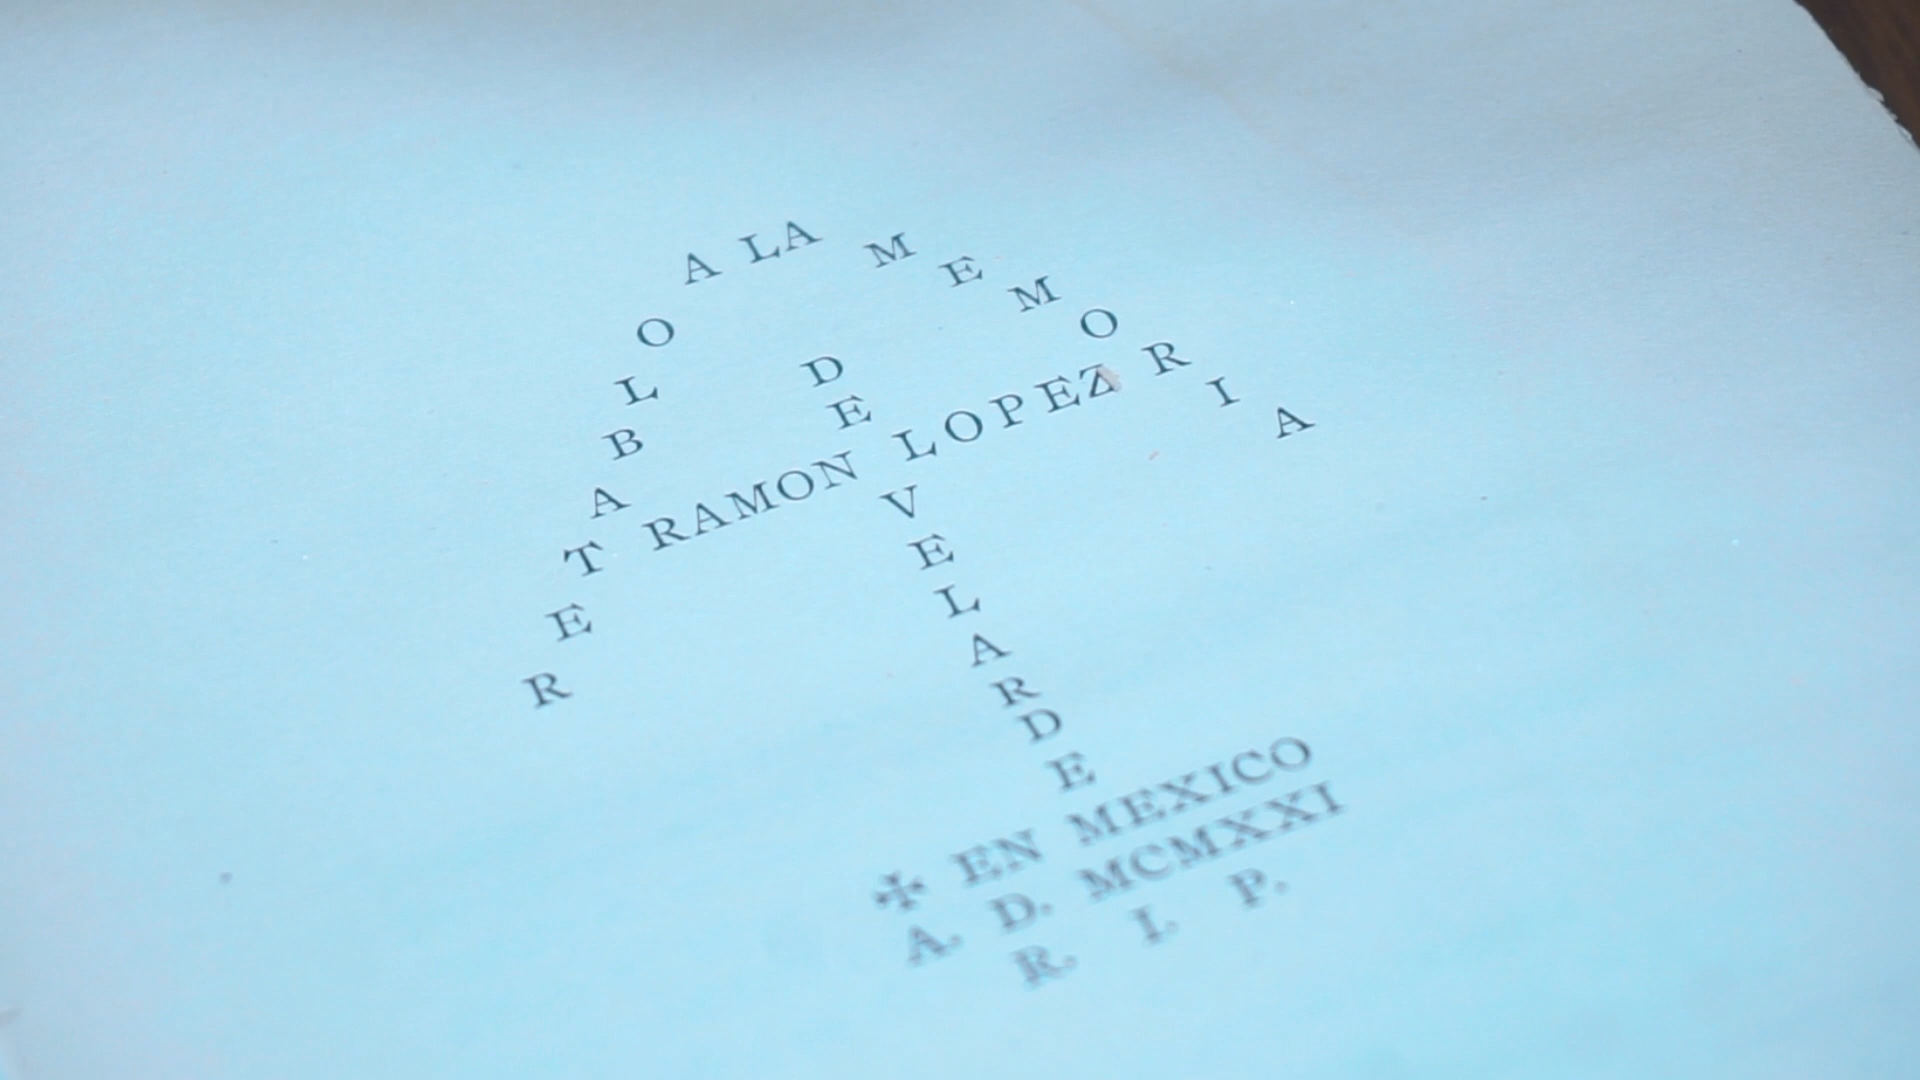 RETABLO A LA MEMORIA
DE
RAMON LOPEZ
VELARDE
✠ EN MEXICO
A. D. MCMXXI
R. I. P.